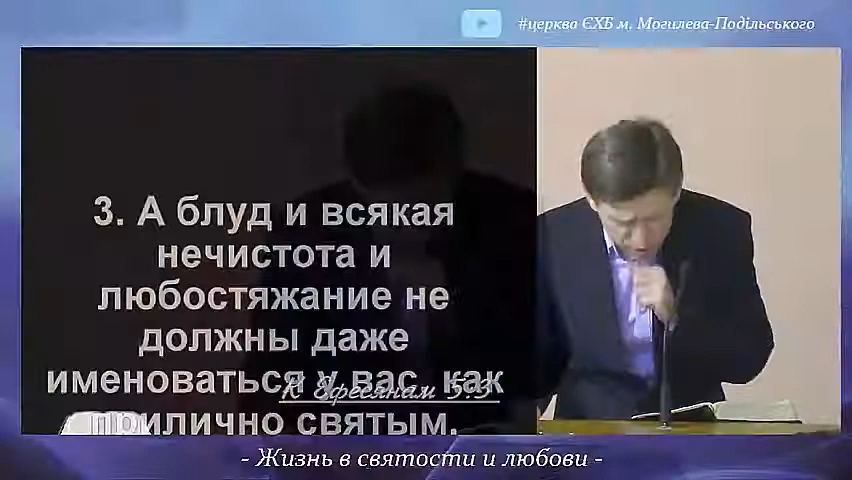 #церква ЄХБ м. Могилева-Подільського
3. А блуд и всякая
нечистота и
любостяжание не
должны даже
именоваться у вас, как
прилично святым.
К Ефесянам 5:3
- Жизнь в святости и любови -